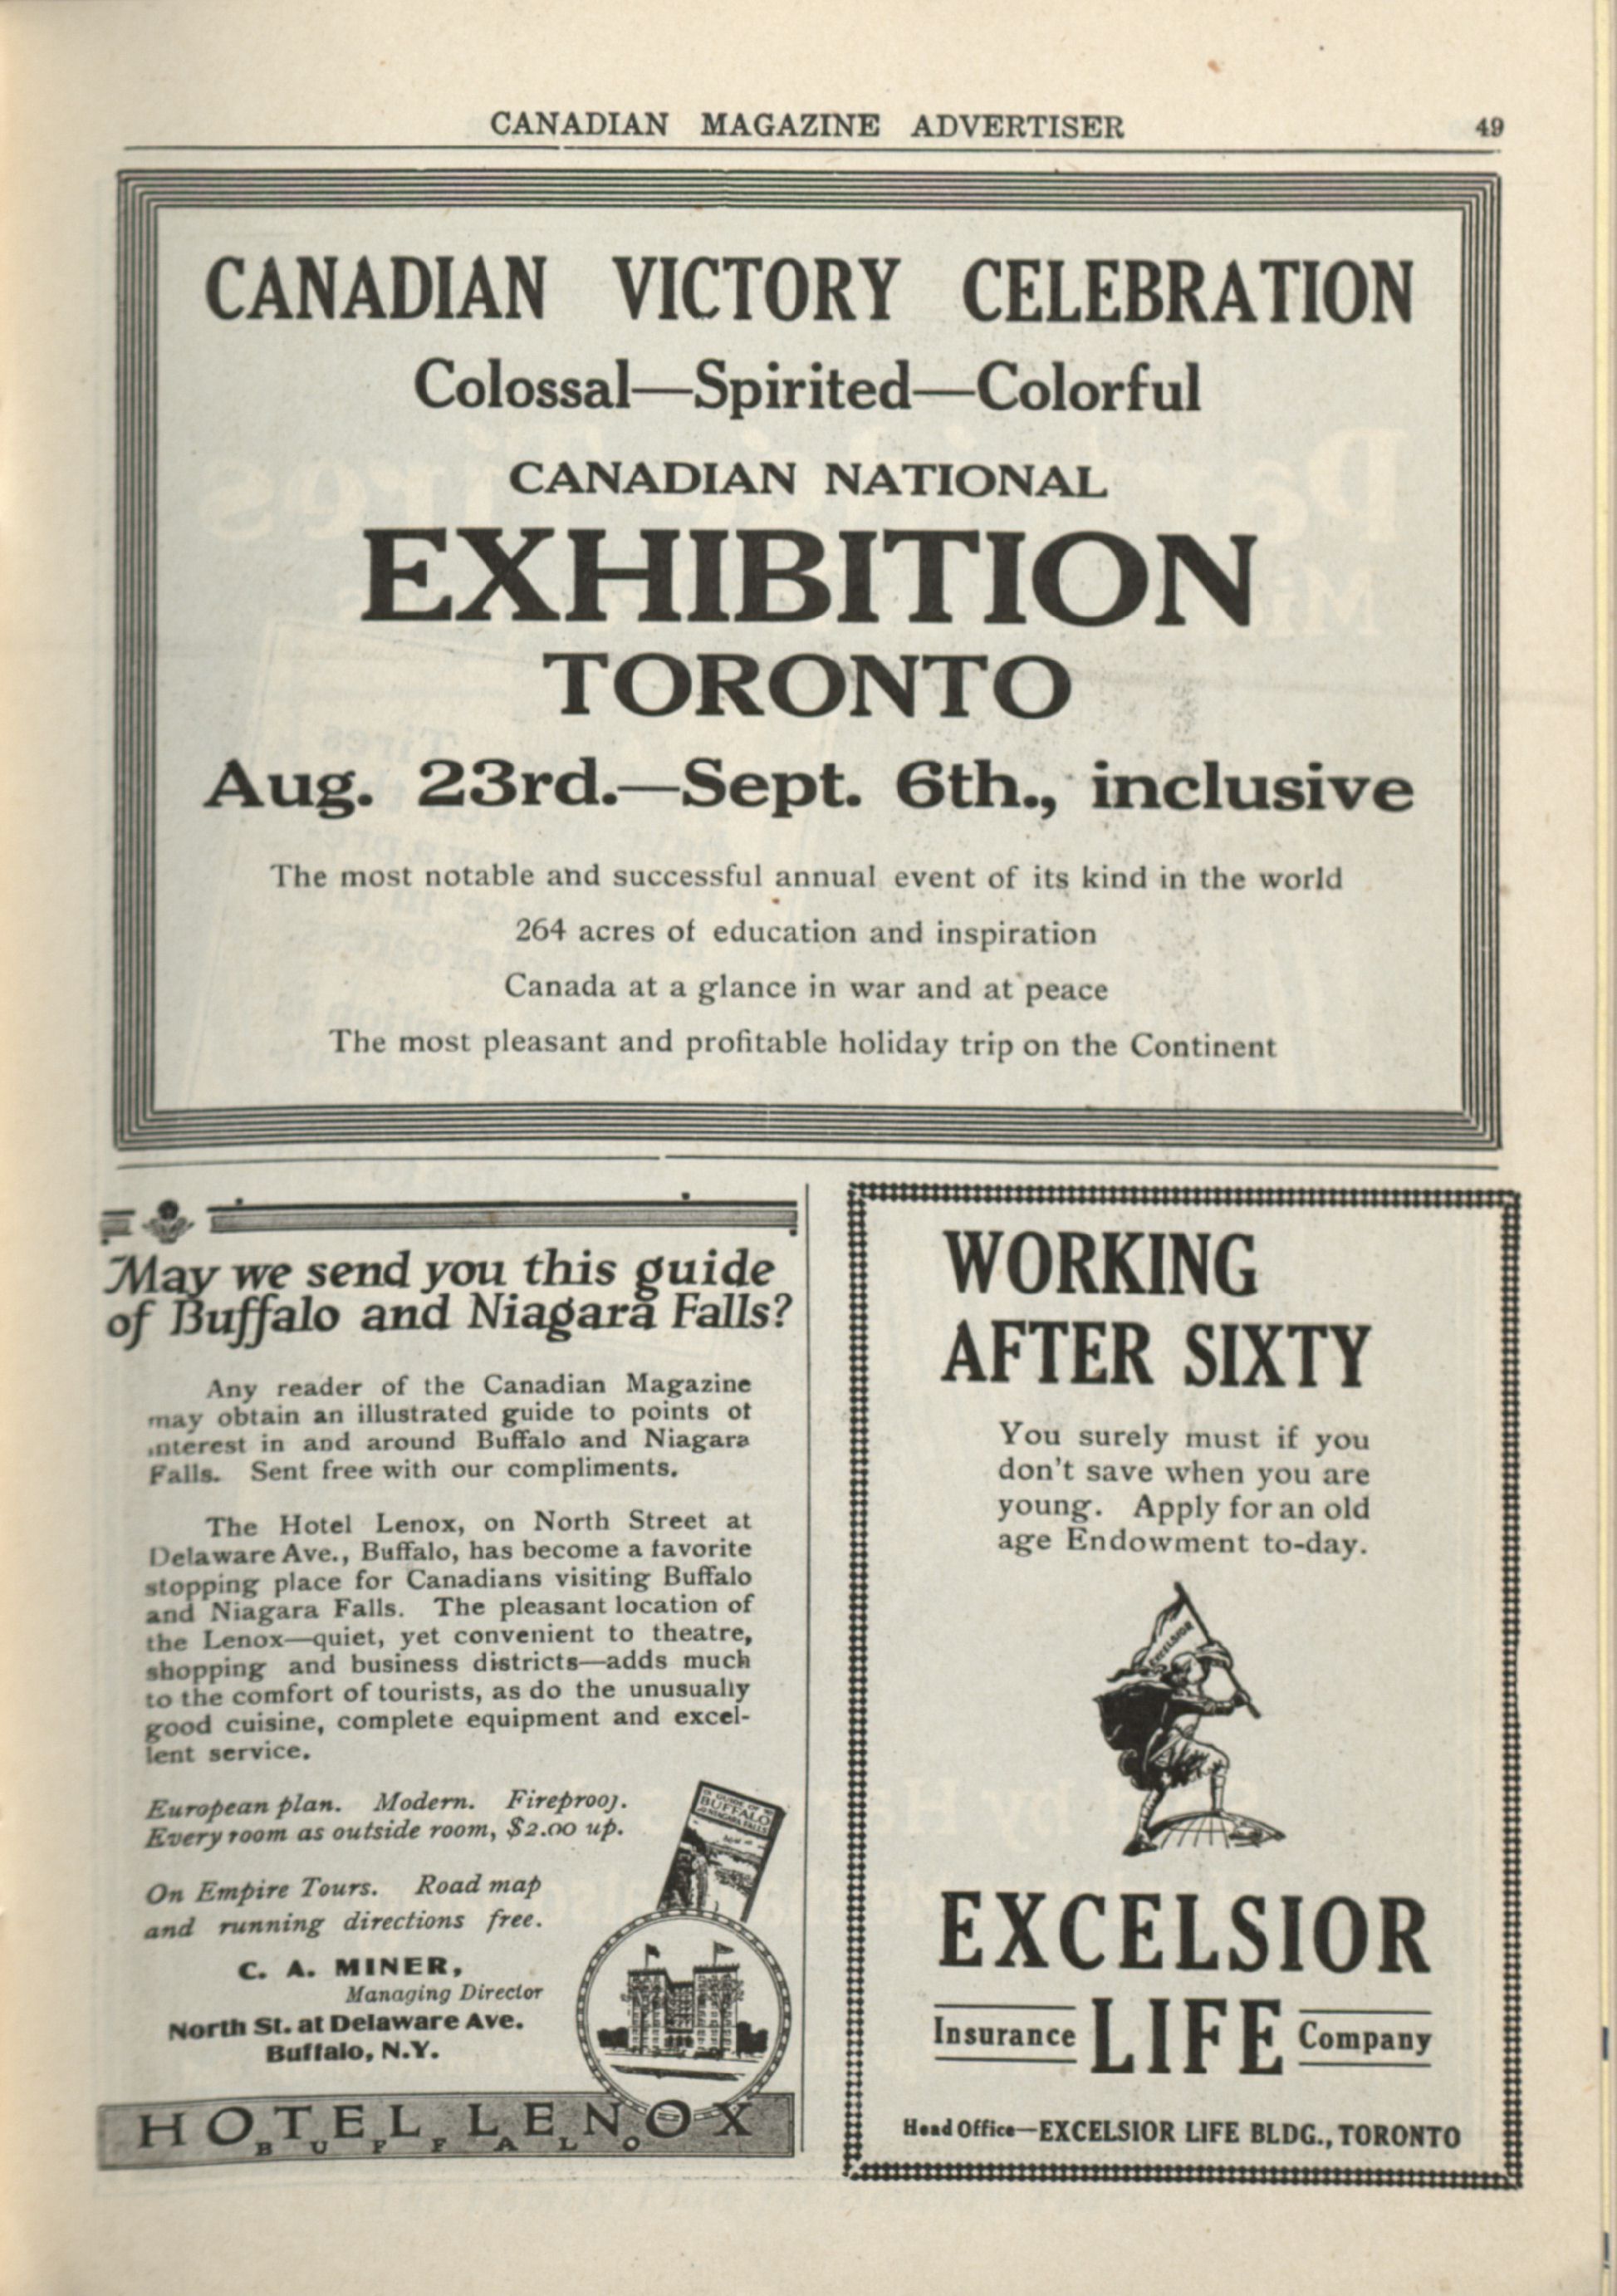 CANADIAN MAGAZINE ADVERTISER 49
CANADIAN VICTORY CELEBRATION
Colossal—Spirited—Colorful
CANADIAN NATIONAL
EXHIBITION
TORONTO
Aug. 23rd.—Sept. 6th., inclusive
The most notable and successful annual event of its kind in the world
264 acres of education and inspiration
Canada at a glance in war and at peace
The most pleasant and profitable holiday trip on the Continent
May we send you this guide
of Buffalo and Niagara Falls?
Any reader of the Canadian Magazine
may obtain an illustrated guide to points of
interest in and around Buffalo and Niagara
Falls. Sent free with our compliments.
The Hotel Lenox, on North Street at
Delaware Ave., Buffalo, has become a favorite
stopping place for Canadians visiting Buffalo
and Niagara Falls. The pleasant location of
the Lenox—quiet, yet convenient to theatre,
shopping and business districts—adds much
to the comfort of tourists, as do the unusually
good cuisine, complete equipment and excel-
lent service.
European plan. Modern. Fireproof.
Every room as outside room, $2.00 up.
On Empire Tours. Road map
and running directions free.
C. A. MINER,
Managing Director
North St. at Delaware Ave.
Buffalo, N.Y.
BUFFALO
& NIAGARA FALLS
HOTEL LENOX
BUFFALO
WORKING
AFTER SIXTY
You surely must if you
don't save when you are
young. Apply for an old
age Endowment to-day.
EXCELSIOR
EXCELSIOR
Insurance LIFE Company
Head Office—EXCELSIOR LIFE BLDG., TORONTO